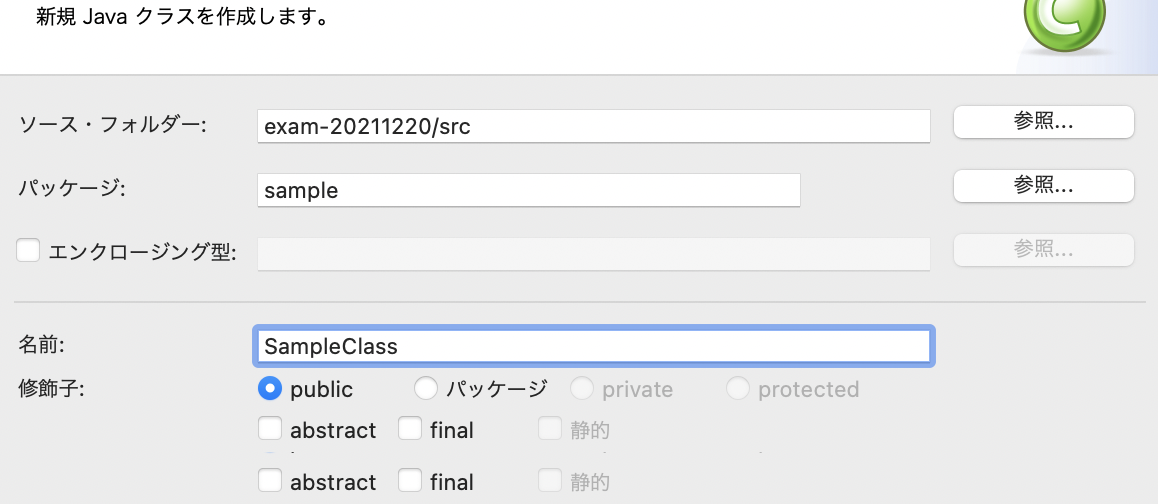 新規 Java クラスを作成します。
ソース・フォルダー: exam-20211220/src 参照...
パッケージ: sample 参照...
エンクロージング型: 参照...
名前: SampleClass
修飾子: public パッケージ private protected
abstract final 静的
abstract final 静的